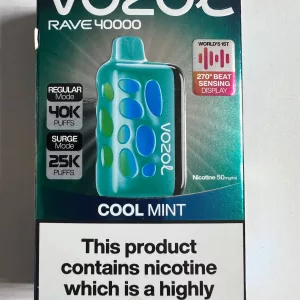 VOZOL
RAVE 40000
WORLD'S 1ST
270° BEAT
SENSING
DISPLAY
REGULAR
Mode
40K
PUFFS
SURGE
Mode
25K
PUFFS
VOZOL
Nicotine 50mg/ml
COOL MINT
This product
contains nicotine
which is a highly